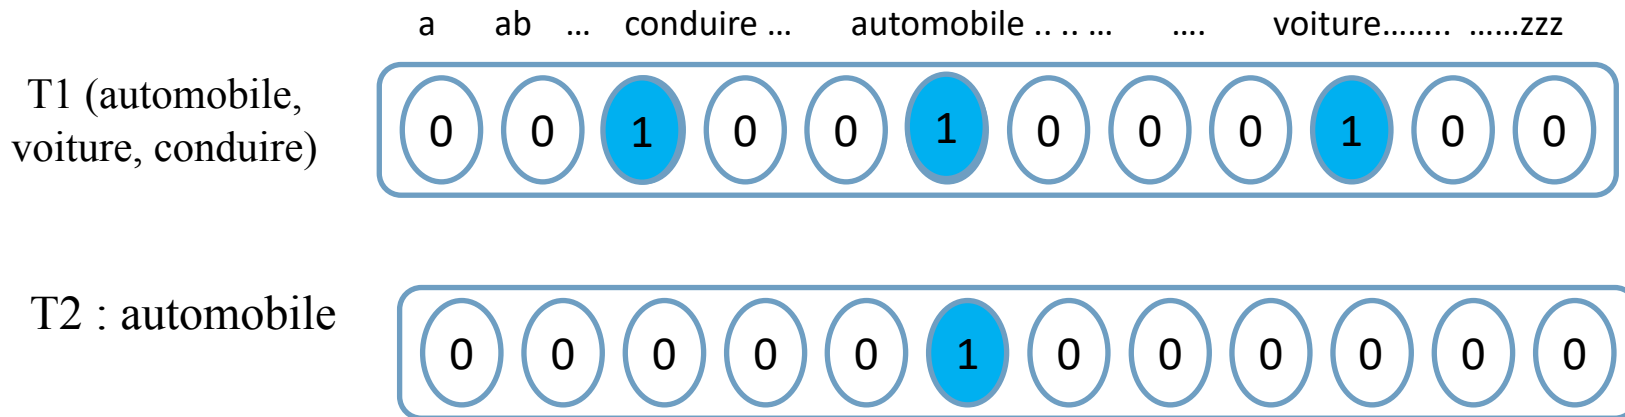 a ab … conduire … automobile .. .. … …. voiture…….. ……zzz
T1 (automobile,
voiture, conduire)
0 0 1 0 0 1 0 0 0 1 0 0
T2 : automobile
0 0 0 0 0 1 0 0 0 0 0 0